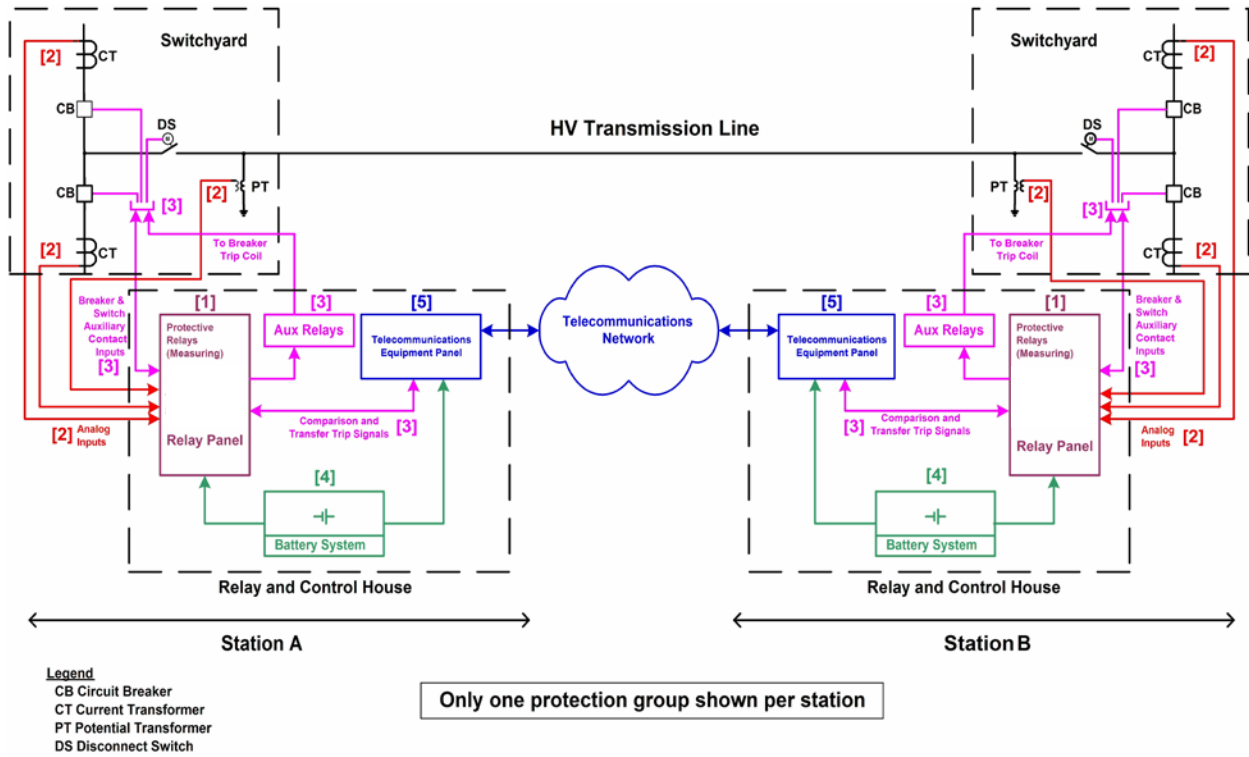 Switchyard
[2]
CT
CB
DS
CB
[2]
PT
[3]
[2]
CT
To Breaker
Trip Coil
HV Transmission Line
Switchyard
CT
[2]
CB
DS
PT
[2]
CB
[3]
CT
[2]
To Breaker
Trip Coil
Breaker &
Switch
Auxiliary
Contact
Inputs
[3]
[1]
Protective
Relays
(Measuring)
Relay Panel
[3]
Aux Relays
[5]
Telecommunications
Equipment Panel
Comparison and
Transfer Trip Signals
[3]
[2] Analog
Inputs
[4]
Battery System
Relay and Control House
Telecommunications
Network
[5]
Telecommunications
Equipment Panel
[3]
Aux Relays
[1]
Protective
Relays
(Measuring)
Relay Panel
Breaker &
Switch
Auxiliary
Contact
Inputs
[3]
Comparison and
[3] Transfer Trip Signals
Analog
Inputs [2]
[4]
Battery System
Relay and Control House
Station A
Station B
Legend
CB Circuit Breaker
CT Current Transformer
PT Potential Transformer
DS Disconnect Switch
Only one protection group shown per station